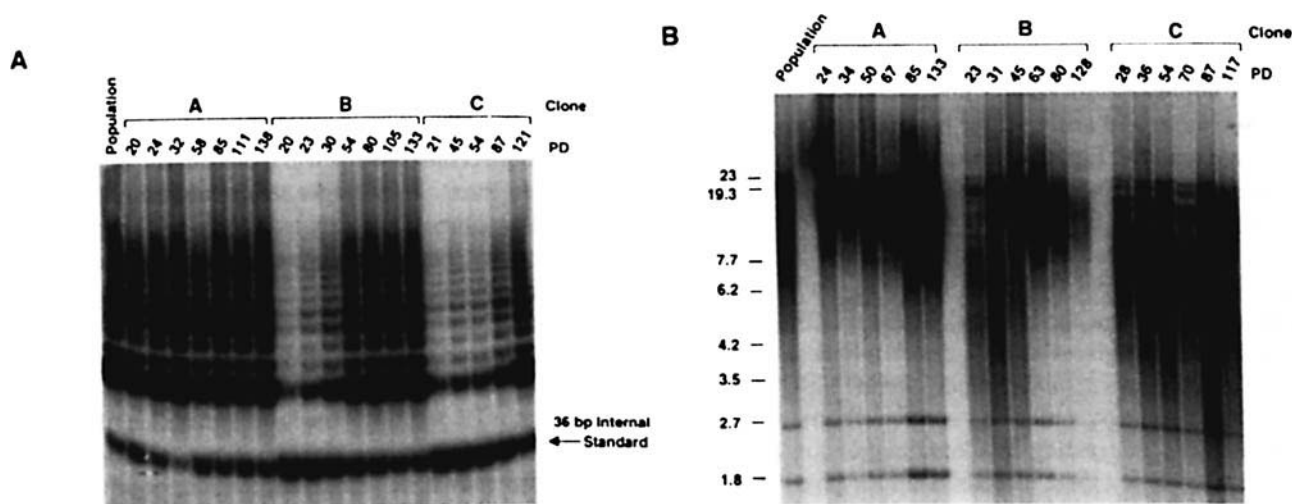 A
Population
A
B
C
Clone
20 24 32 58 85 111 138 20 23 30 54 80 105 133 21 45 54 87 121
PD
36 bp Internal
Standard
B
Population
A
B
C
Clone
24 34 50 67 85 133 23 31 45 63 80 128 28 36 54 70 87 117
PD
23
19.3
7.7
6.2
4.2
3.5
2.7
1.8